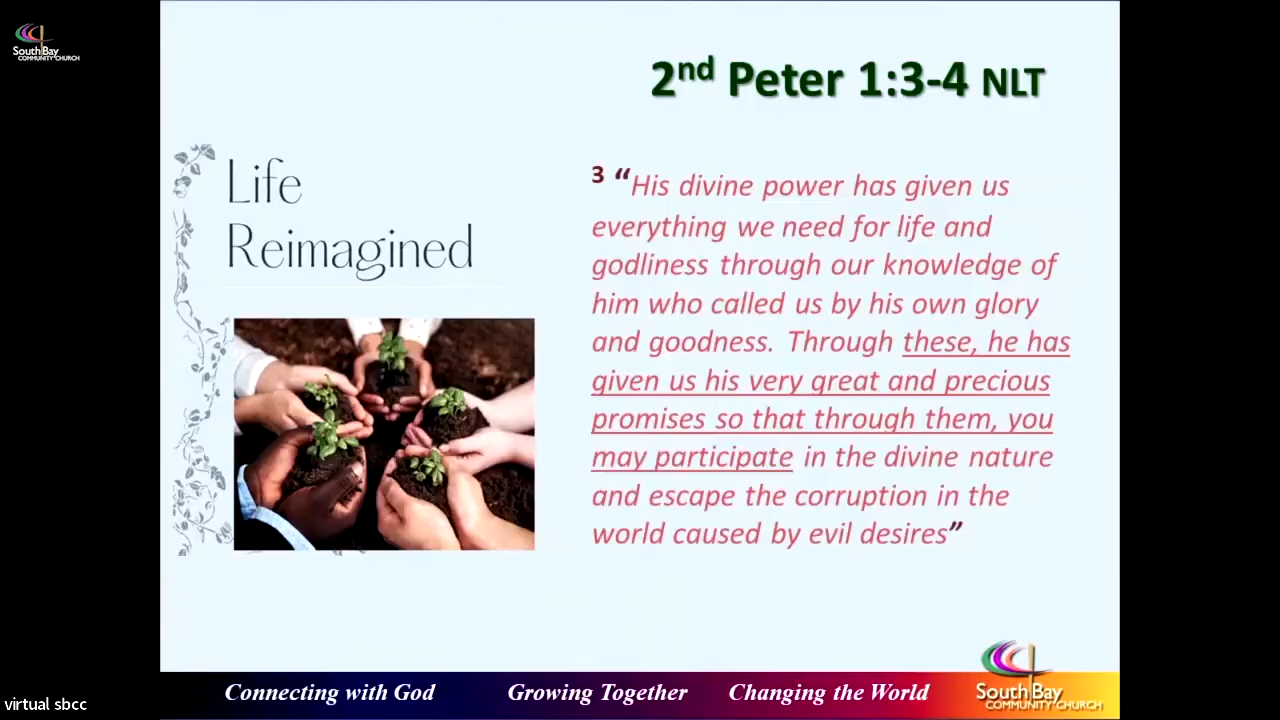 South Bay
COMMUNITY CHURCH
2nd Peter 1:3-4 NLT
Life
Reimagined
3 “His divine power has given us
everything we need for life and
godliness through our knowledge of
him who called us by his own glory
and goodness. Through these, he has
given us his very great and precious
promises so that through them, you
may participate in the divine nature
and escape the corruption in the
world caused by evil desires”
Connecting with God Growing Together Changing the World
South Bay
COMMUNITY CHURCH
virtual sbcc